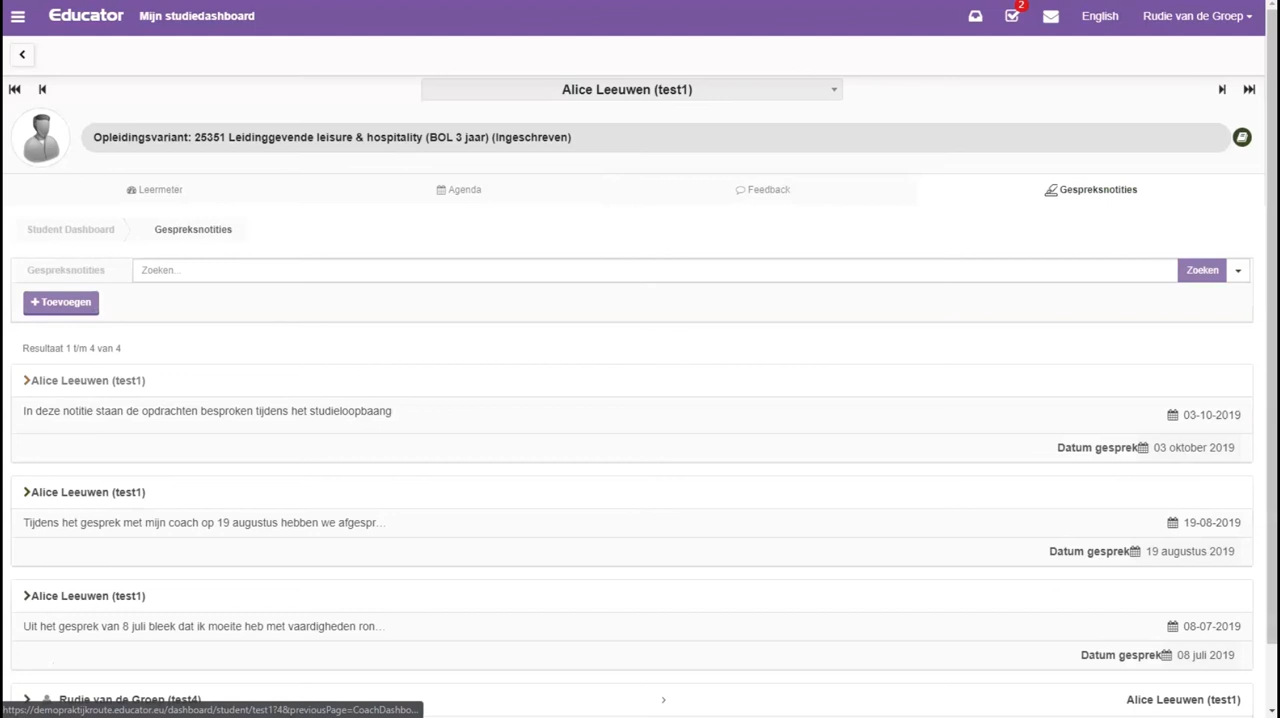 Educator Mijn studiedashboard 2 English Rudie van de Groep
Alice Leeuwen (test1)
Opleidingsvariant: 25351 Leidinggevende leisure & hospitality (BOL 3 jaar) (Ingeschreven)
Leermeter Agenda Feedback Gespreksnotities
Student Dashboard Gespreksnotities
Gespreksnotities Zoeken... Zoeken
+ Toevoegen
Resultaat 1 t/m 4 van 4
Alice Leeuwen (test1)
In deze notitie staan de opdrachten besproken tijdens het studieloopbaang
03-10-2019
Datum gesprek 03 oktober 2019
Alice Leeuwen (test1)
Tijdens het gesprek met mijn coach op 19 augustus hebben we afgespr...
19-08-2019
Datum gesprek 19 augustus 2019
Alice Leeuwen (test1)
Uit het gesprek van 8 juli bleek dat ik moeite heb met vaardigheden ron...
08-07-2019
Datum gesprek 08 juli 2019
Rudie van de Groep (test4) Alice Leeuwen (test1)
https://demopraktijkroute.educator.eu/dashboard/student/test1?4&previousPage=CoachDashbo...